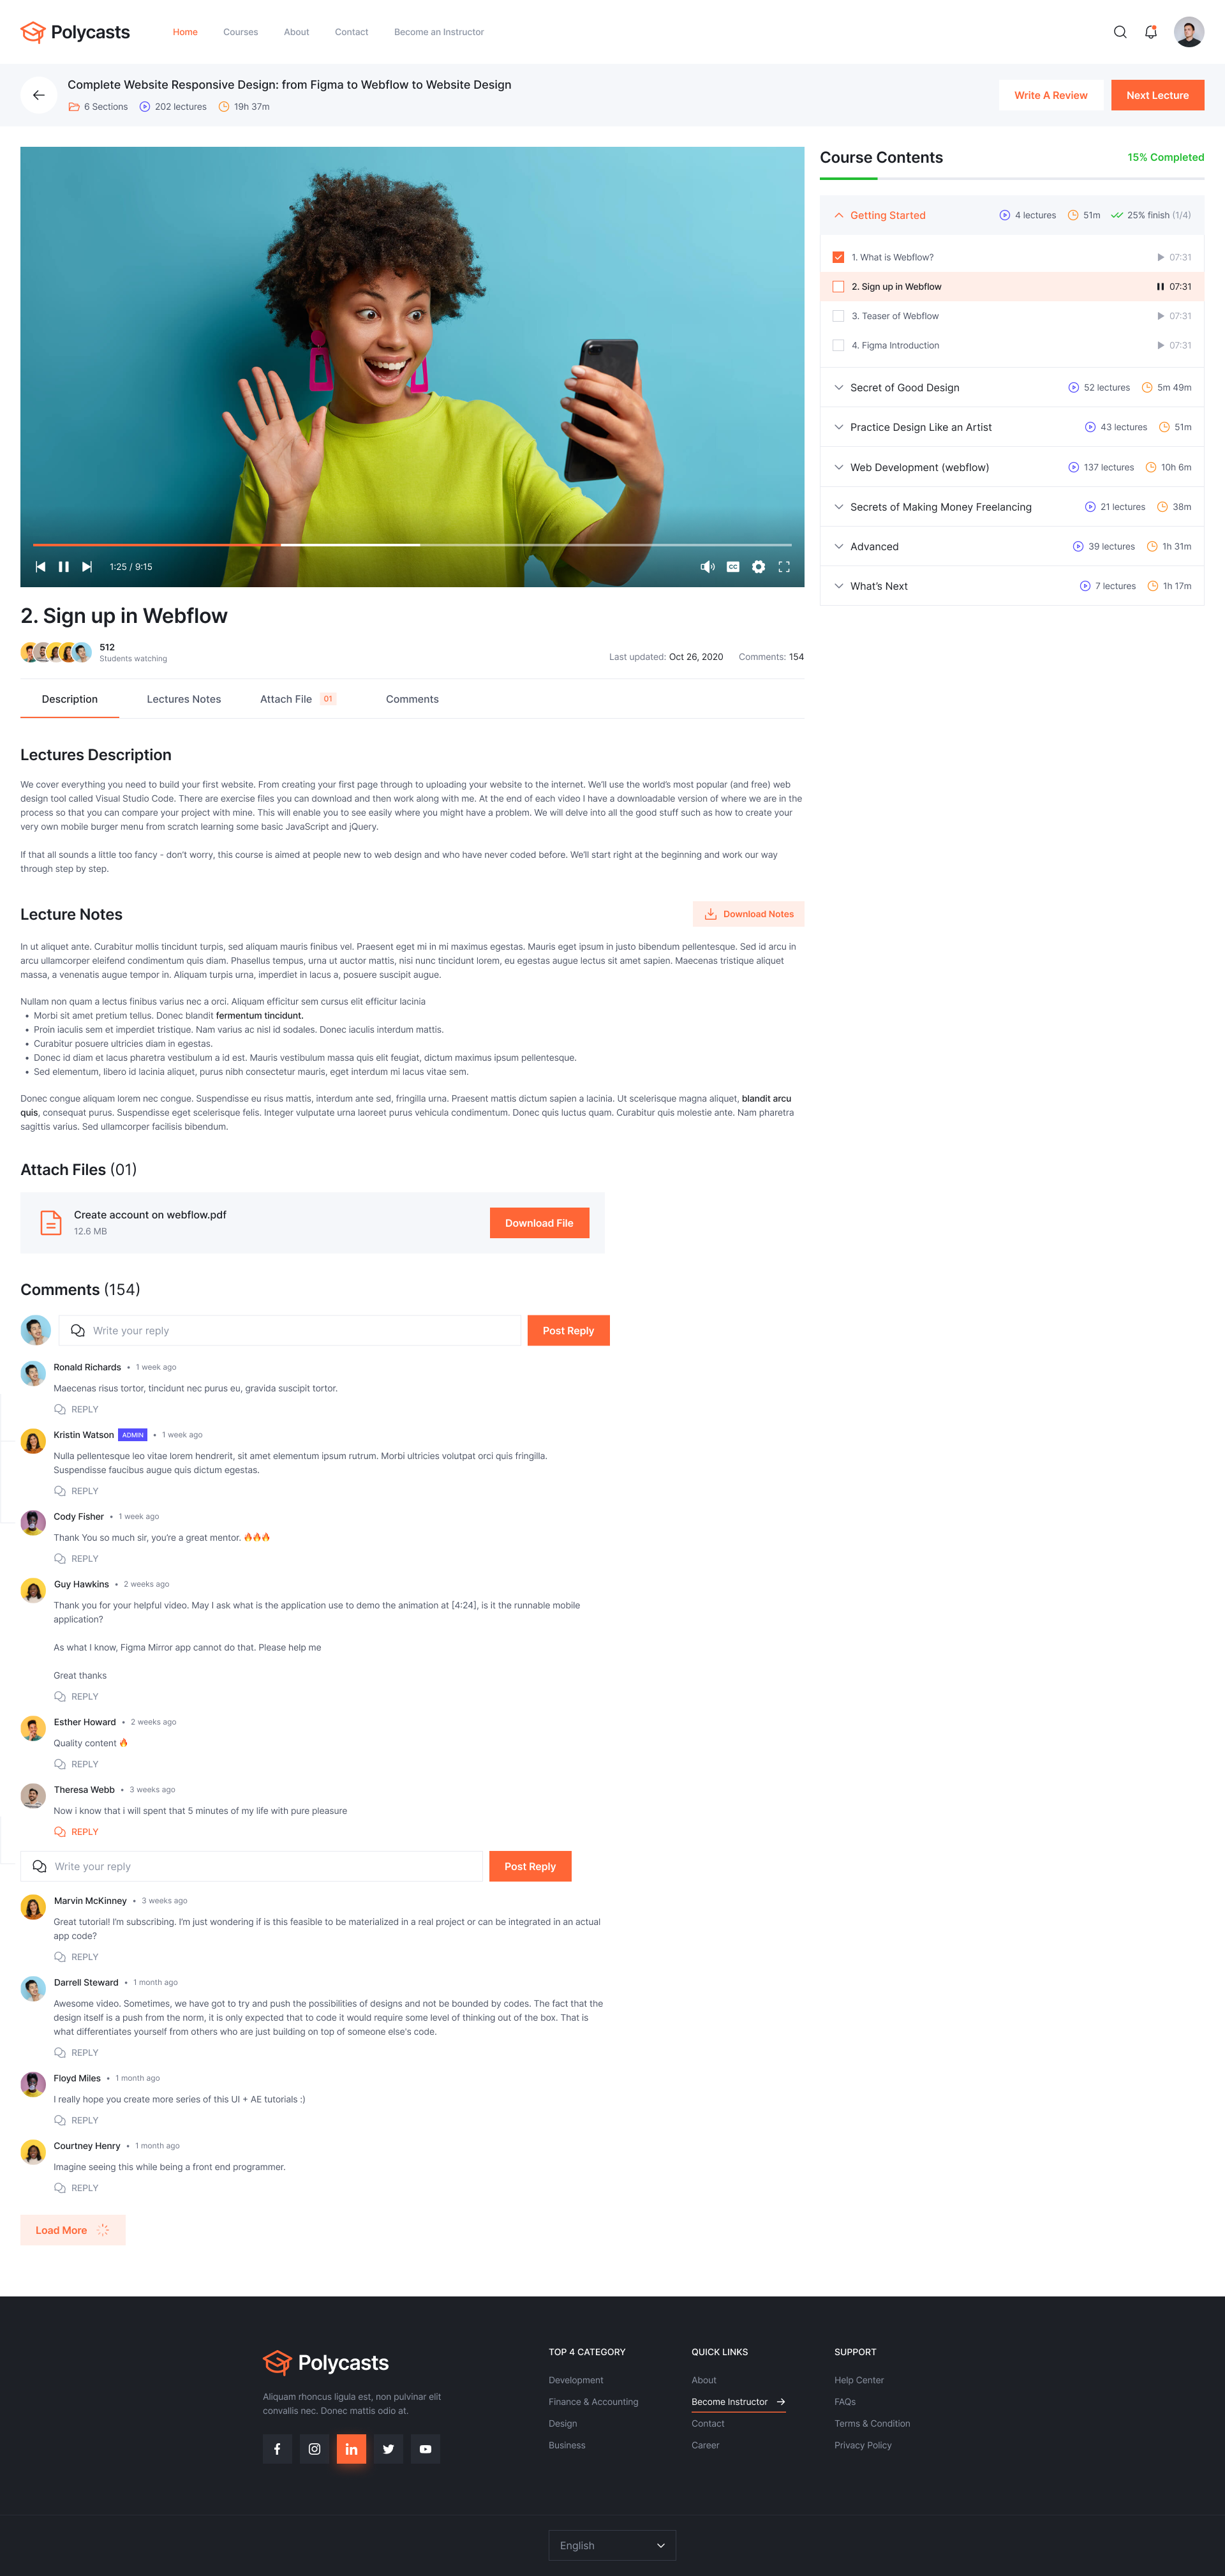 Polycasts
Home
Courses
About
Contact
Become an Instructor
Complete Website Responsive Design: from Figma to Webflow to Website Design
6 Sections
202 lectures
19h 37m
Write A Review
Next Lecture
CC
1:25 / 9:15
2. Sign up in Webflow
512
Students watching
Last updated: Oct 26, 2020
Comments: 154
Description
Lectures Notes
Attach File 01
Comments
Lectures Description
We cover everything you need to build your first website. From creating your first page through to uploading your website to the internet. We'll use the world's most popular (and free) web
design tool called Visual Studio Code. There are exercise files you can download and then work along with me. At the end of each video I have a downloadable version of where we are in the
process so that you can compare your project with mine. This will enable you to see easily where you might have a problem. We will delve into all the good stuff such as how to create your
very own mobile burger menu from scratch learning some basic JavaScript and jQuery.
If that all sounds a little too fancy - don't worry, this course is aimed at people new to web design and who have never coded before. We'll start right at the beginning and work our way
through step by step.
Lecture Notes
Download Notes
In ut aliquet ante. Curabitur mollis tincidunt turpis, sed aliquam mauris finibus vel. Praesent eget mi in mi maximus egestas. Mauris eget ipsum in justo bibendum pellentesque. Sed id arcu in
arcu ullamcorper eleifend condimentum quis diam. Phasellus tempus, urna ut auctor mattis, nisi nunc tincidunt lorem, eu egestas augue lectus sit amet sapien. Maecenas tristique aliquet
massa, a venenatis augue tempor in. Aliquam turpis urna, imperdiet in lacus a, posuere suscipit augue.
Nullam non quam a lectus finibus varius nec a orci. Aliquam efficitur sem cursus elit efficitur lacinia
• Morbi sit amet pretium tellus. Donec blandit fermentum tincidunt.
• Proin iaculis sem et imperdiet tristique. Nam varius ac nisl id sodales. Donec iaculis interdum mattis.
• Curabitur posuere ultricies diam in egestas.
• Donec id diam et lacus pharetra vestibulum a id est. Mauris vestibulum massa quis elit feugiat, dictum maximus ipsum pellentesque.
• Sed elementum, libero id lacinia aliquet, purus nibh consectetur mauris, eget interdum mi lacus vitae sem.
Donec congue aliquam lorem nec congue. Suspendisse eu risus mattis, interdum ante sed, fringilla urna. Praesent mattis dictum sapien a lacinia. Ut scelerisque magna aliquet, blandit arcu
quis, consequat purus. Suspendisse eget scelerisque felis. Integer vulputate urna laoreet purus vehicula condimentum. Donec quis luctus quam. Curabitur quis molestie ante. Nam pharetra
sagittis varius. Sed ullamcorper facilisis bibendum.
Attach Files (01)
Create account on webflow.pdf
12.6 MB
Download File
Comments (154)
Write your reply
Post Reply
Ronald Richards • 1 week ago
Maecenas risus tortor, tincidunt nec purus eu, gravida suscipit tortor.
REPLY
Kristin Watson ADMIN • 1 week ago
Nulla pellentesque leo vitae lorem hendrerit, sit amet elementum ipsum rutrum. Morbi ultricies volutpat orci quis fringilla.
Suspendisse faucibus augue quis dictum egestas.
REPLY
Cody Fisher • 1 week ago
Thank You so much sir, you're a great mentor. 🔥🔥🔥
REPLY
Guy Hawkins • 2 weeks ago
Thank you for your helpful video. May I ask what is the application use to demo the animation at [4:24], is it the runnable mobile
application?
As what I know, Figma Mirror app cannot do that. Please help me
Great thanks
REPLY
Esther Howard • 2 weeks ago
Quality content 🔥
REPLY
Theresa Webb • 3 weeks ago
Now i know that i will spent that 5 minutes of my life with pure pleasure
REPLY
Write your reply
Post Reply
Marvin McKinney • 3 weeks ago
Great tutorial! I'm subscribing. I'm just wondering if is this feasible to be materialized in a real project or can be integrated in an actual
app code?
REPLY
Darrell Steward • 1 month ago
Awesome video. Sometimes, we have got to try and push the possibilities of designs and not be bounded by codes. The fact that the
design itself is a push from the norm, it is only expected that to code it would require some level of thinking out of the box. That is
what differentiates yourself from others who are just building on top of someone else's code.
REPLY
Floyd Miles • 1 month ago
I really hope you create more series of this UI + AE tutorials :)
REPLY
Courtney Henry • 1 month ago
Imagine seeing this while being a front end programmer.
REPLY
Load More
Course Contents
15% Completed
Getting Started
4 lectures
51m
25% finish (1/4)
1. What is Webflow?
07:31
2. Sign up in Webflow
07:31
3. Teaser of Webflow
07:31
4. Figma Introduction
07:31
Secret of Good Design
52 lectures
5m 49m
Practice Design Like an Artist
43 lectures
51m
Web Development (webflow)
137 lectures
10h 6m
Secrets of Making Money Freelancing
21 lectures
38m
Advanced
39 lectures
1h 31m
What's Next
7 lectures
1h 17m
Polycasts
Aliquam rhoncus ligula est, non pulvinar elit
convallis nec. Donec mattis odio at.
TOP 4 CATEGORY
Development
Finance & Accounting
Design
Business
QUICK LINKS
About
Become Instructor
Contact
Career
SUPPORT
Help Center
FAQs
Terms & Condition
Privacy Policy
English